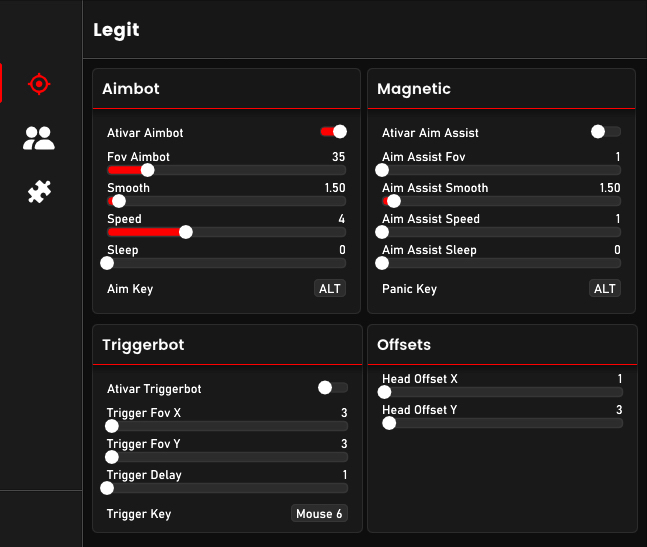 Legit
Aimbot
Ativar Aimbot
Fov Aimbot 35
Smooth 1.50
Speed 4
Sleep 0
Aim Key ALT
Magnetic
Ativar Aim Assist
Aim Assist Fov 1
Aim Assist Smooth 1.50
Aim Assist Speed 1
Aim Assist Sleep 0
Panic Key ALT
Triggerbot
Ativar Triggerbot
Trigger Fov X 3
Trigger Fov Y 3
Trigger Delay 1
Trigger Key Mouse 6
Offsets
Head Offset X 1
Head Offset Y 3